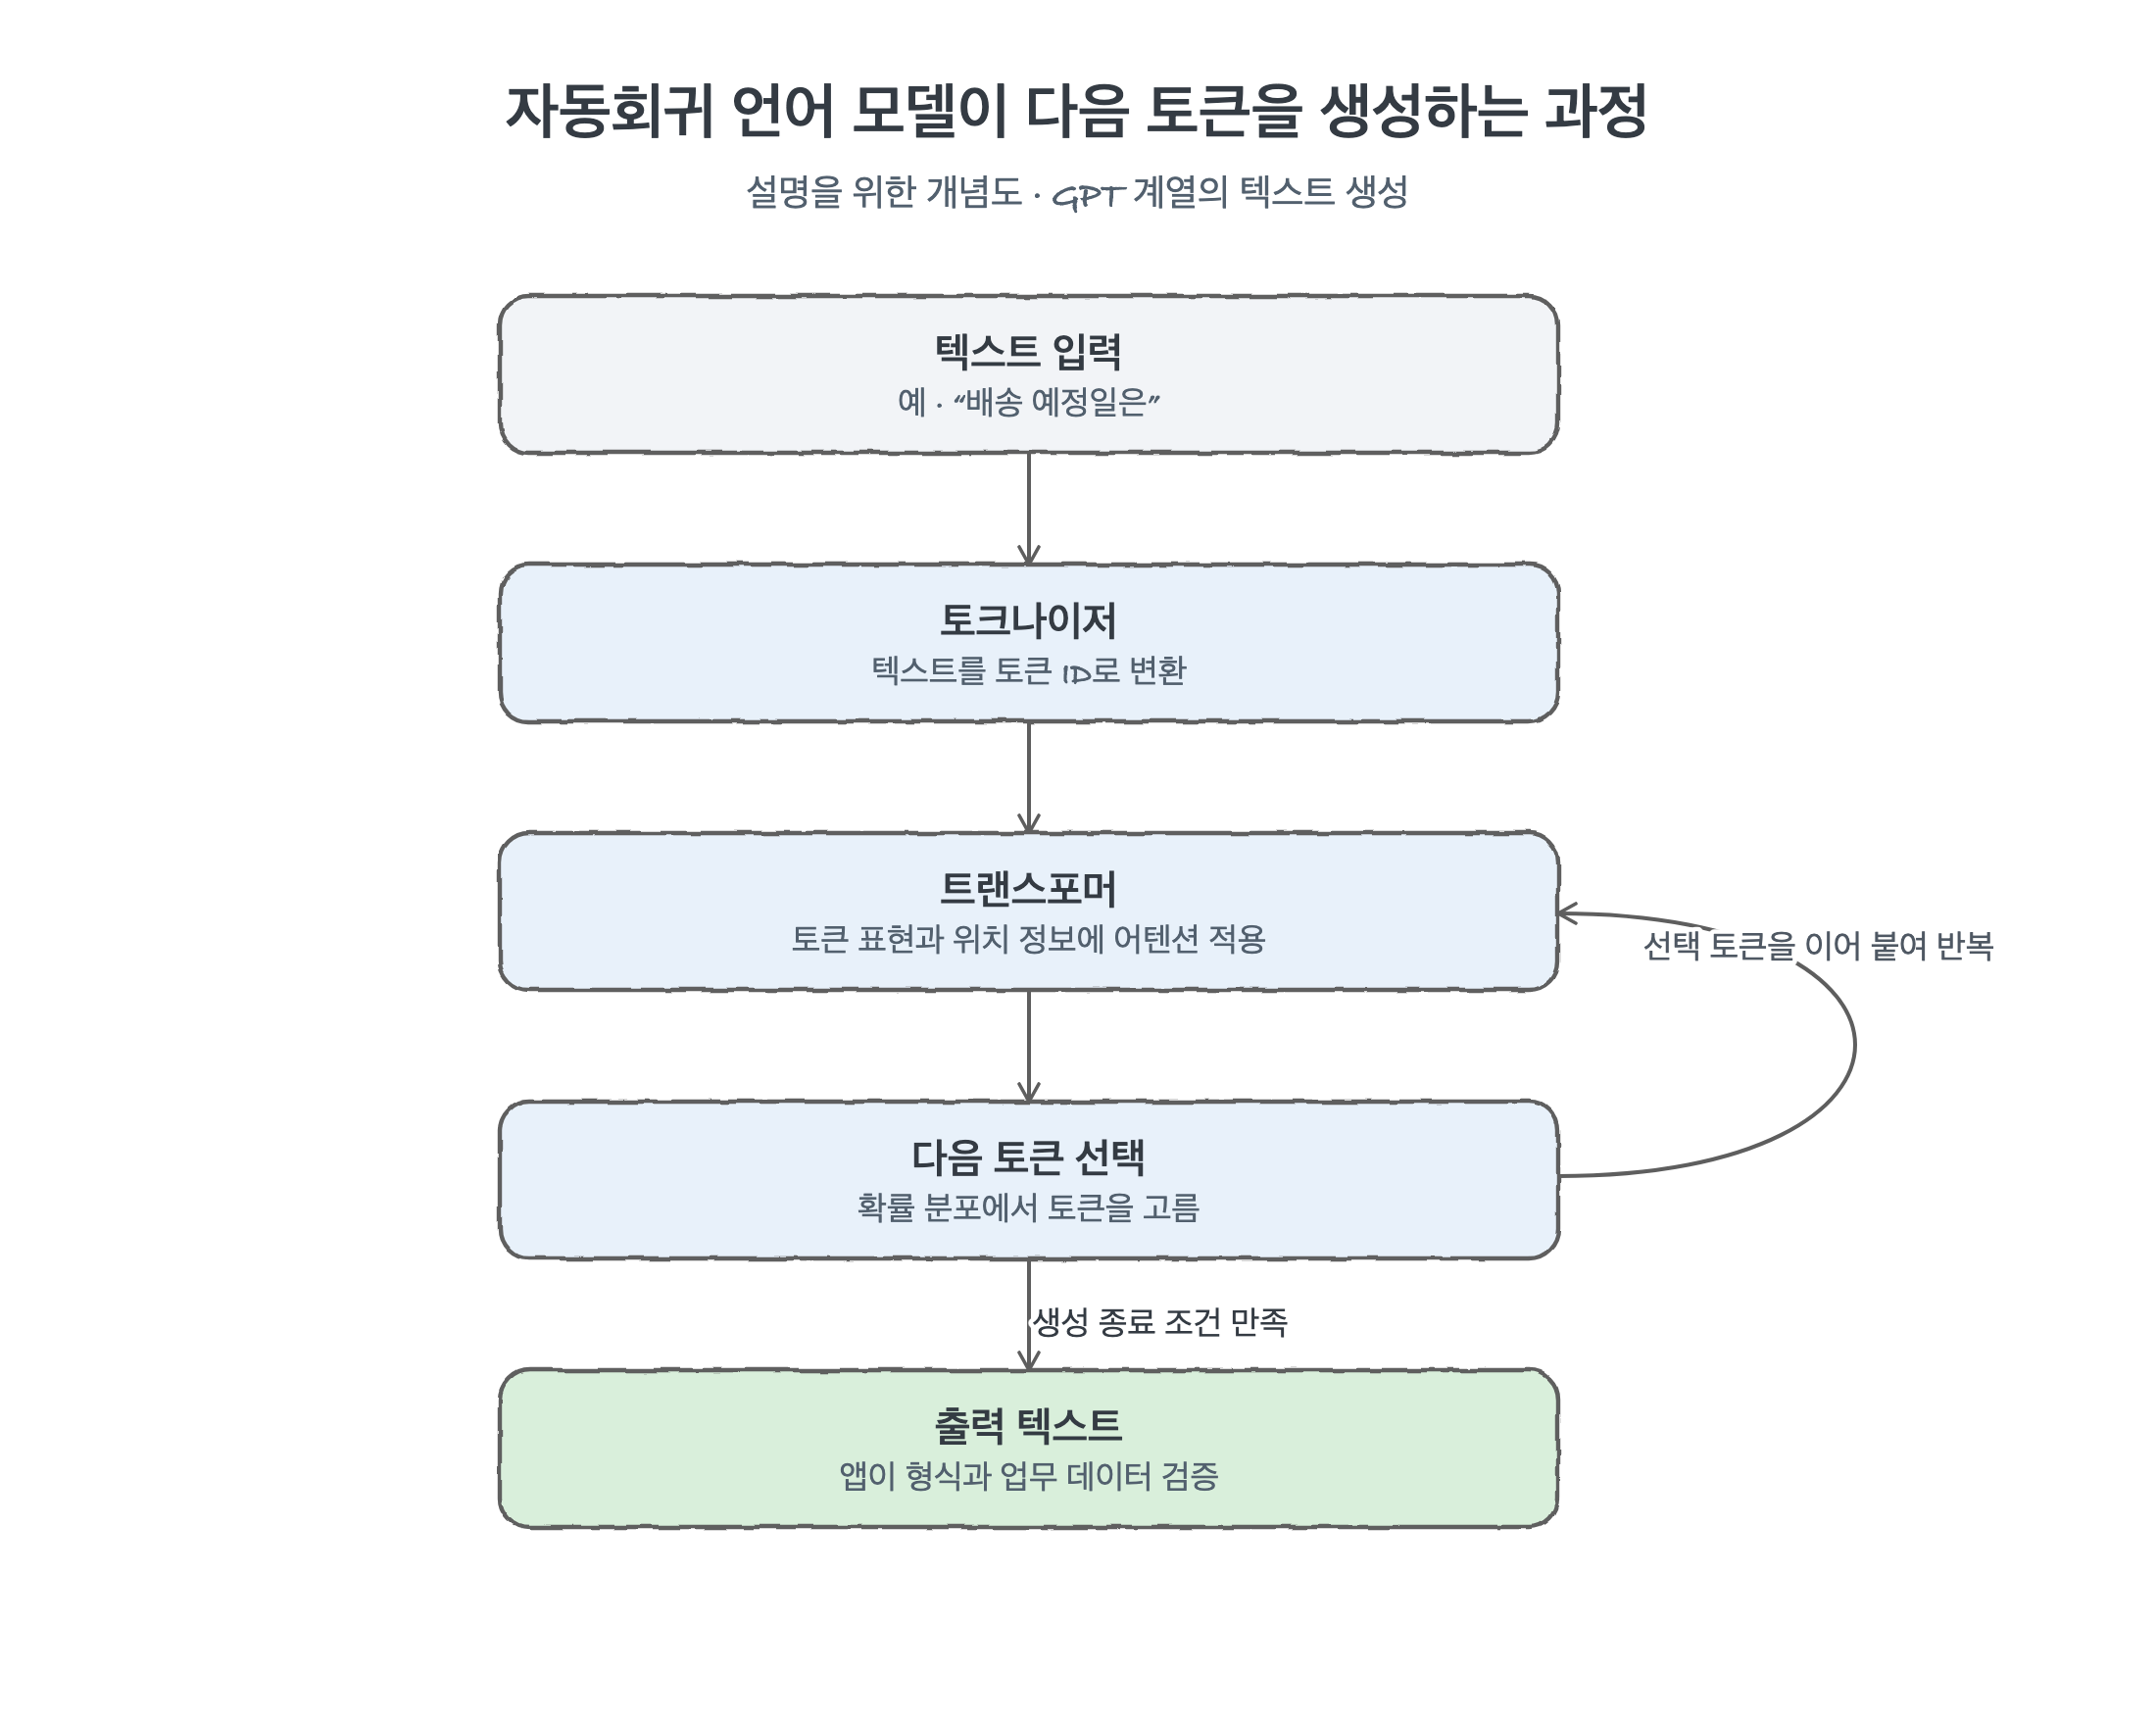 자동회귀 언어 모델이 다음 토큰을 생성하는 과정
설명을 위한 개념도 · GPT 계열의 텍스트 생성
텍스트 입력
예 · “배송 예정일은”
토크나이저
텍스트를 토큰 ID로 변환
트랜스포머
토큰 표현과 위치 정보에 어텐션 적용
선택 토큰을 이어 붙여 반복
다음 토큰 선택
확률 분포에서 토큰을 고름
생성 종료 조건 만족
출력 텍스트
앱이 형식과 업무 데이터 검증